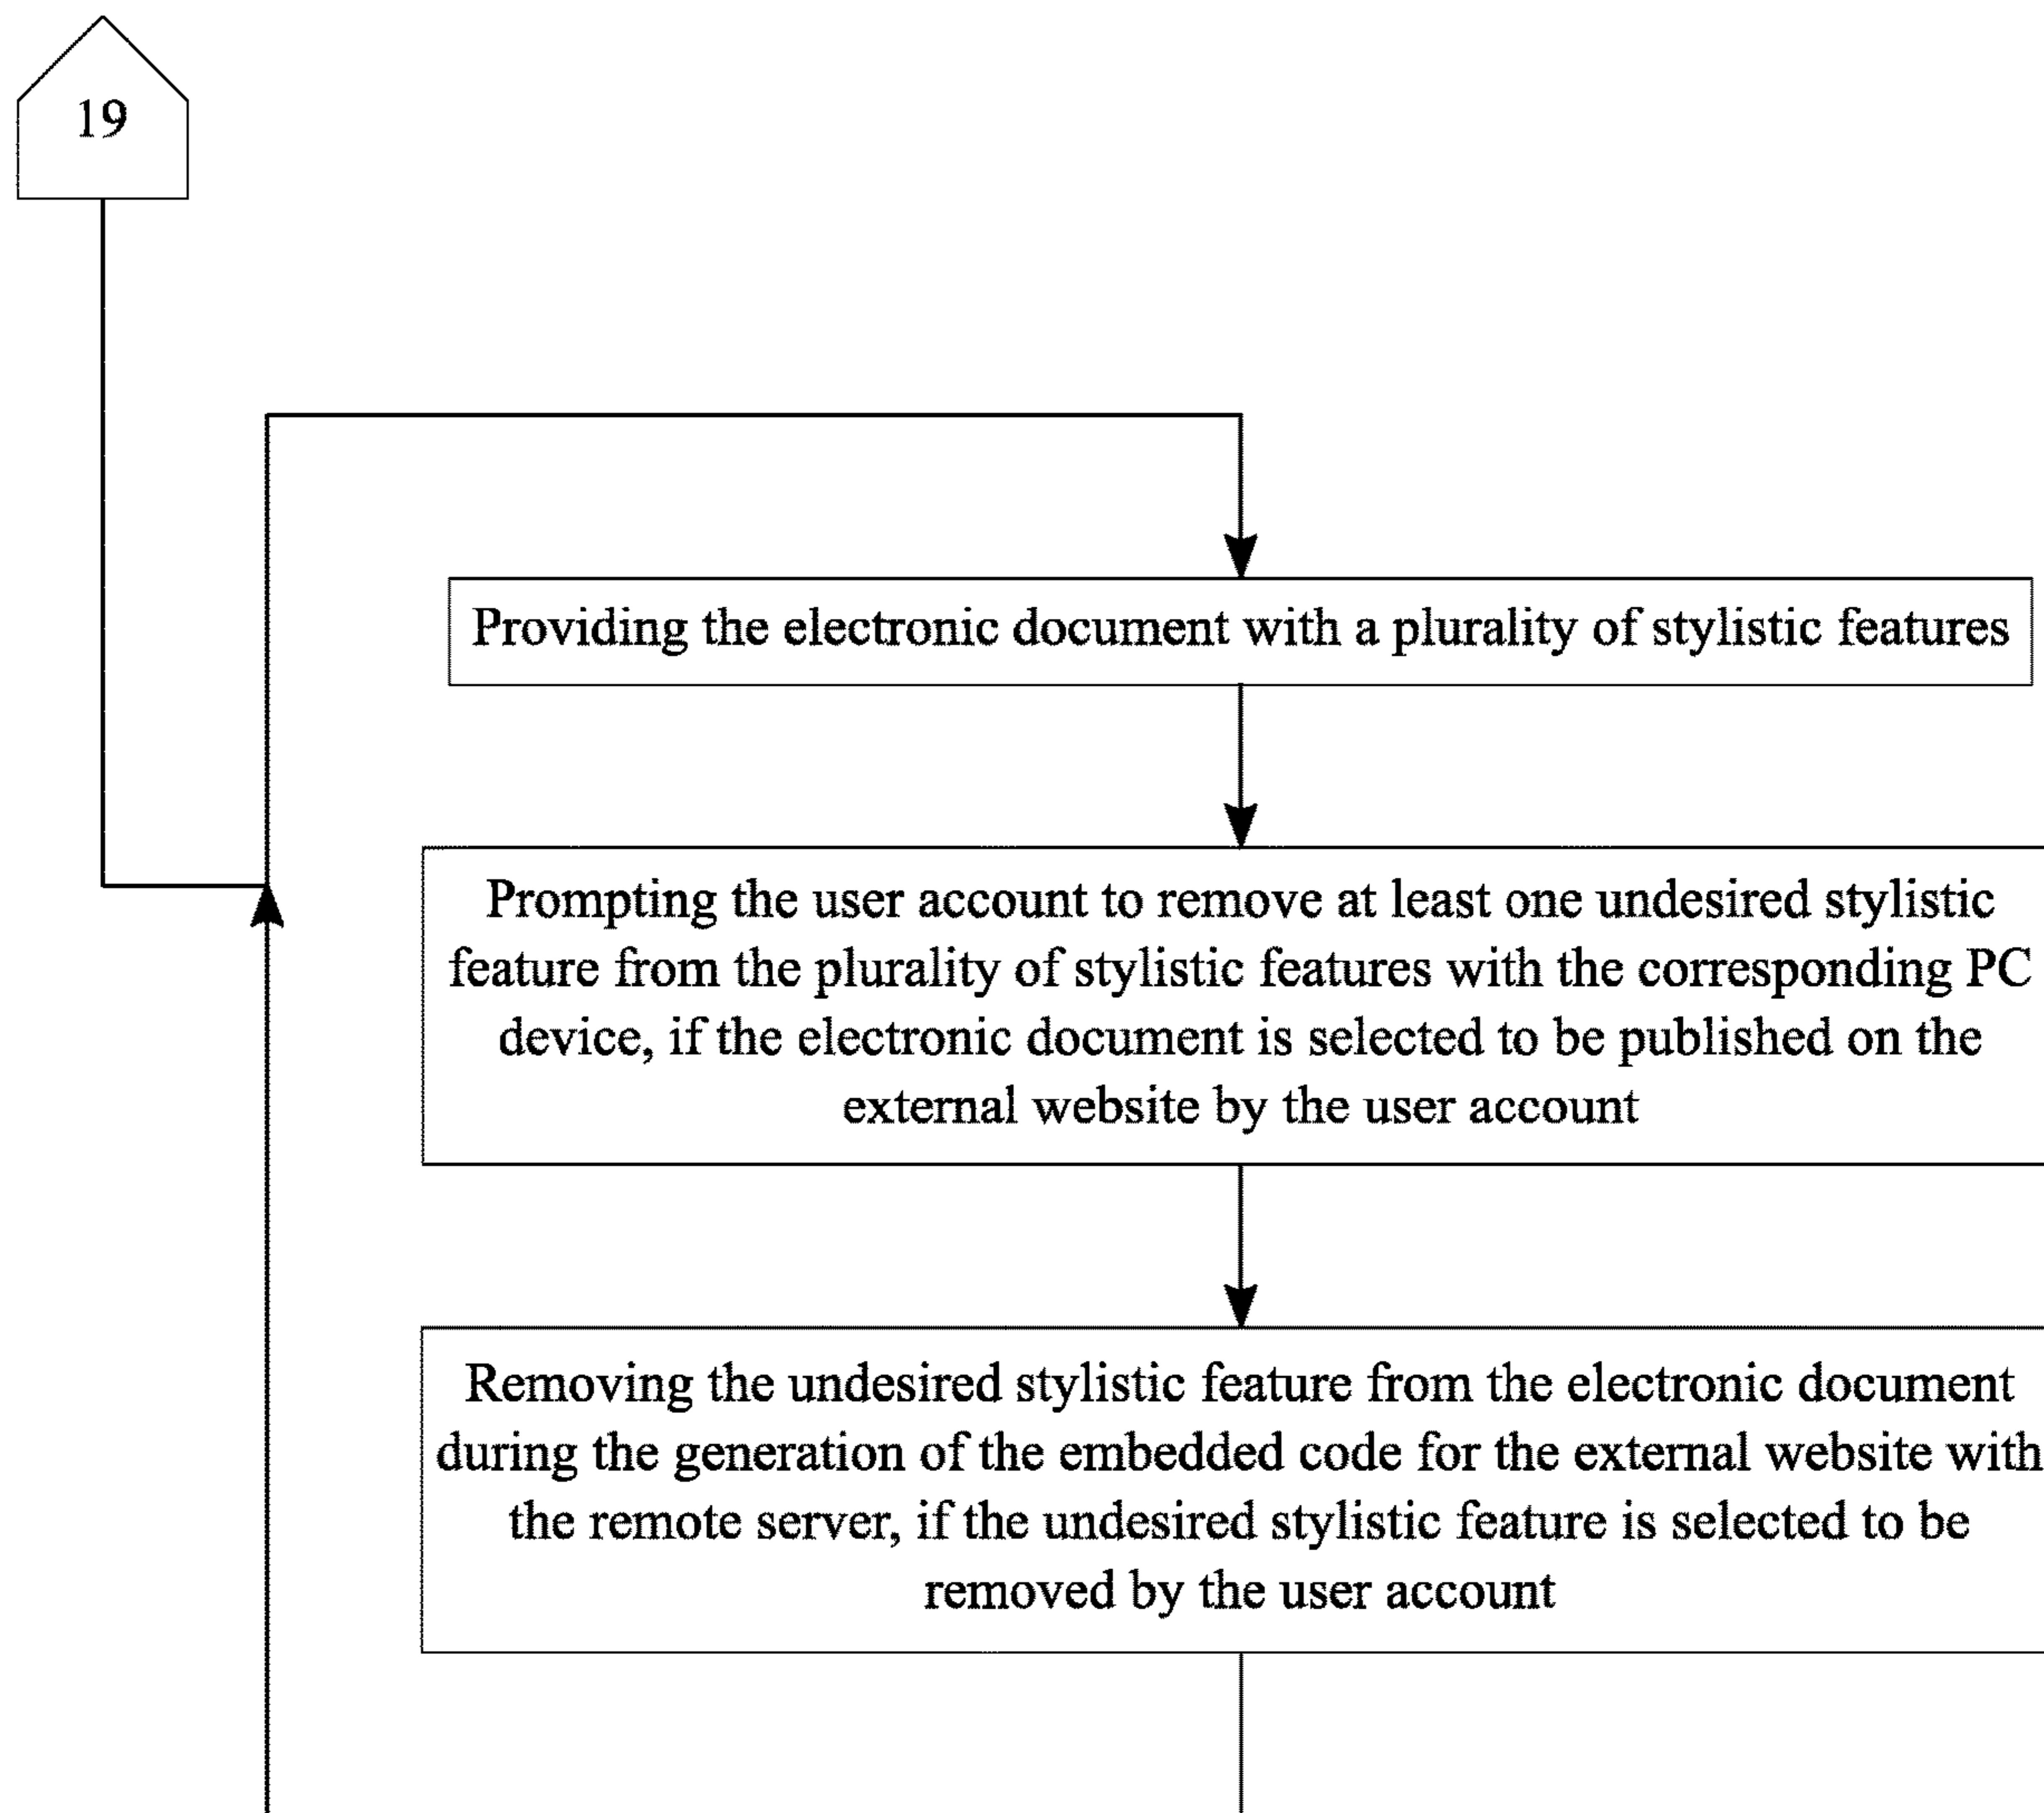 19
Providing the electronic document with a plurality of stylistic features
Prompting the user account to remove at least one undesired stylistic
feature from the plurality of stylistic features with the corresponding PC
device, if the electronic document is selected to be published on the
external website by the user account
Removing the undesired stylistic feature from the electronic document
during the generation of the embedded code for the external website with
the remote server, if the undesired stylistic feature is selected to be
removed by the user account